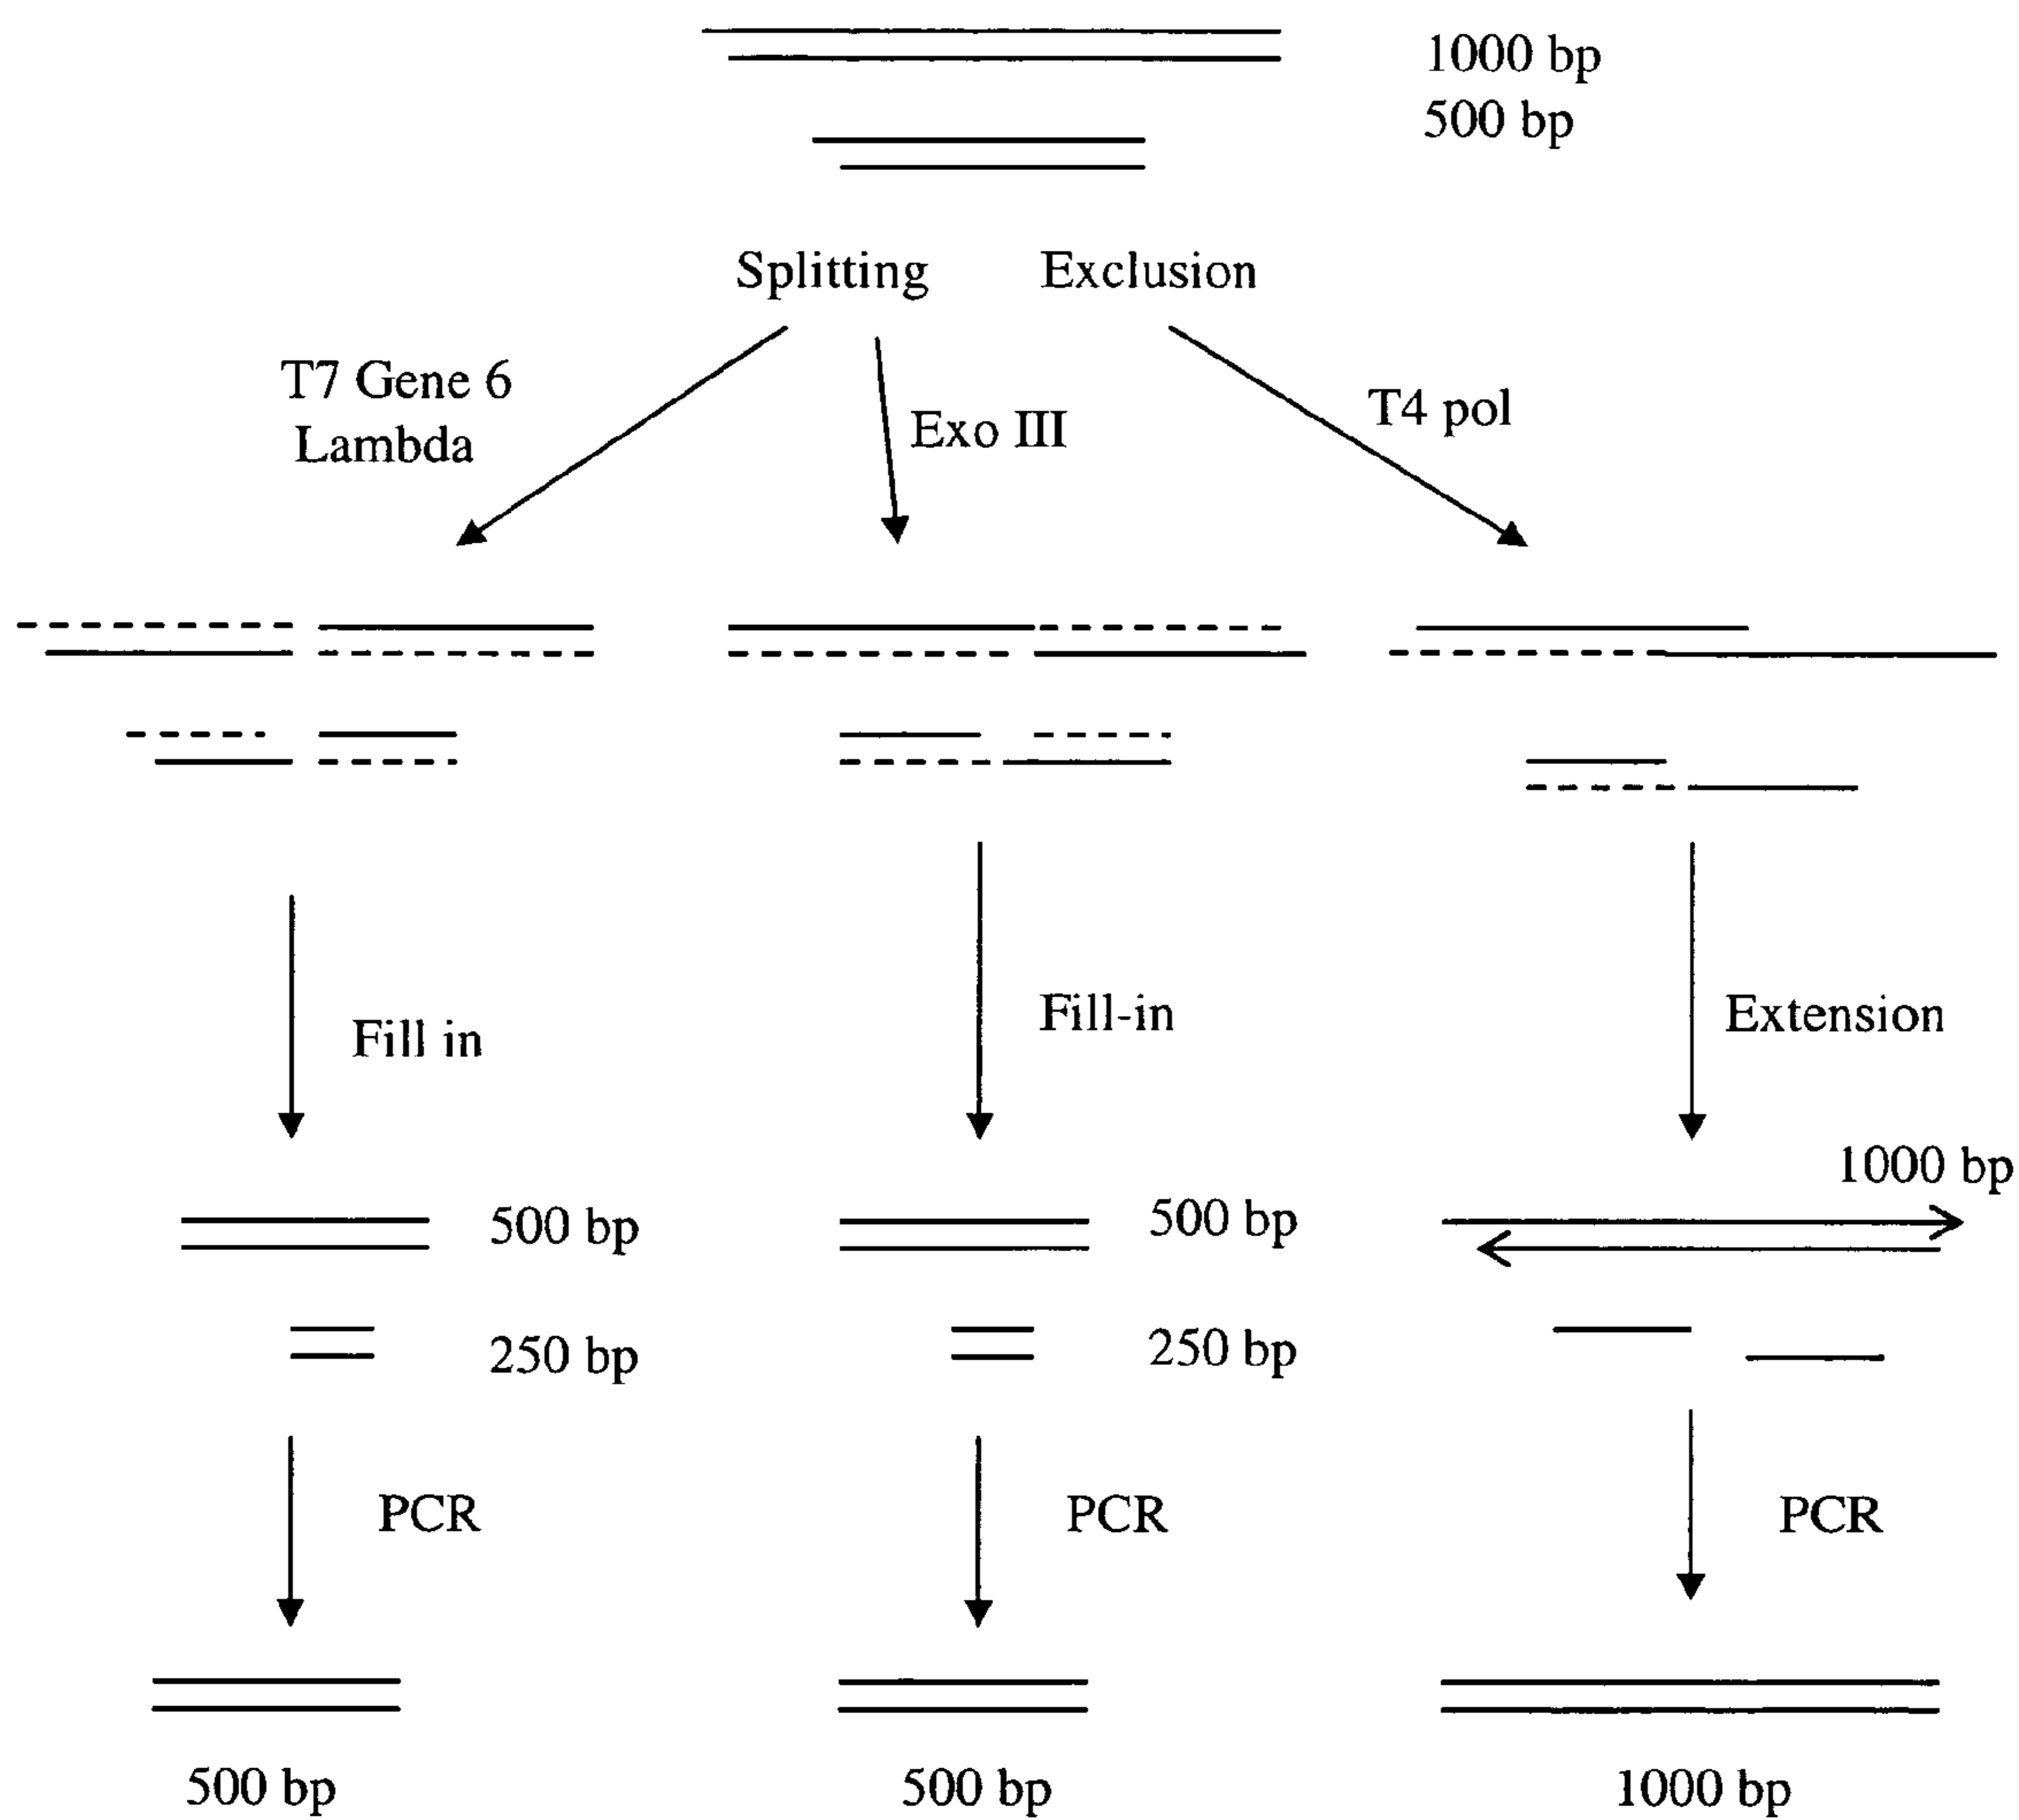 1000 bp
500 bp
Splitting Exclusion
T7 Gene 6
Lambda
Exo III
T4 pol
Fill in
Fill-in
Extension
1000 bp
500 bp
500 bp
250 bp
250 bp
PCR
PCR
PCR
500 bp
500 bp
1000 bp